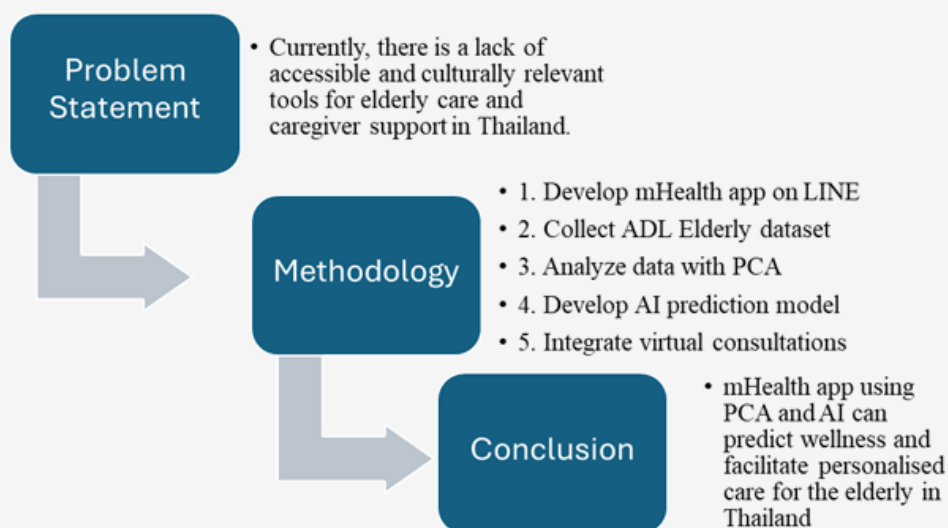 Problem
Statement
• Currently, there is a lack of
accessible and culturally relevant
tools for elderly care and
caregiver support in Thailand.
Methodology
• 1. Develop mHealth app on LINE
• 2. Collect ADL Elderly dataset
• 3. Analyze data with PCA
• 4. Develop AI prediction model
• 5. Integrate virtual consultations
Conclusion
• mHealth app using
PCA and AI can
predict wellness and
facilitate personalised
care for the elderly in
Thailand